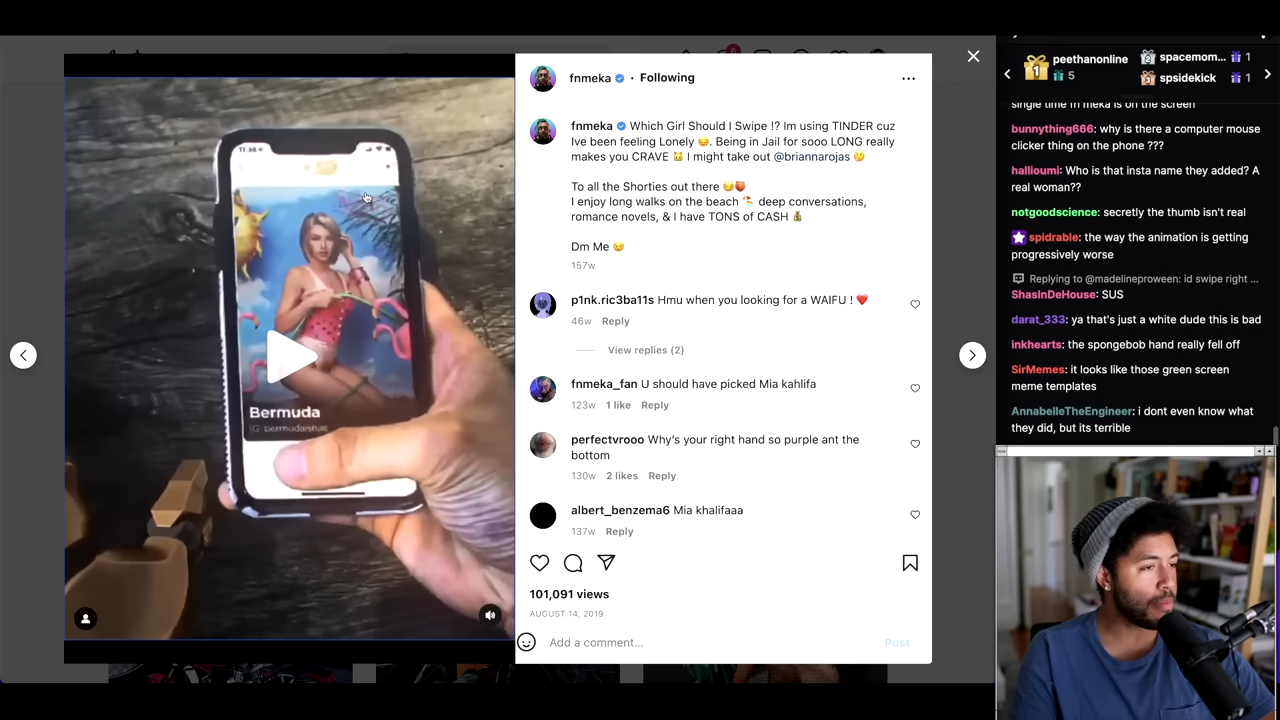 11:35
Bermuda
fnmeka • Following
fnmeka Which Girl Should I Swipe !? Im using TINDER cuz
Ive been feeling Lonely 😏. Being in Jail for sooo LONG really
makes you CRAVE 🐱 I might take out @briannarojas 🤔
To all the Shorties out there 😏🍑
I enjoy long walks on the beach 🏖 deep conversations,
romance novels, & I have TONS of CASH 💰
Dm Me 😉
157w
p1nk.ric3ba11s Hmu when you looking for a WAIFU ! ❤️
46w Reply
View replies (2)
fnmeka_fan U should have picked Mia kahlifa
123w 1 like Reply
perfectvrooo Why's your right hand so purple ant the
bottom
130w 2 likes Reply
albert_benzema6 Mia khalifaaa
137w Reply
101,091 views
AUGUST 14, 2019
Add a comment...
Post
1 peethanonline
5
2 spacemom... 1
3 spsidekick 1
single time fn meka is on the screen
bunnything666: why is there a computer mouse
clicker thing on the phone ???
hallioumi: Who is that insta name they added? A
real woman??
notgoodscience: secretly the thumb isn't real
spidrable: the way the animation is getting
progressively worse
Replying to @madelineproween: id swipe right ...
ShasInDeHouse: SUS
darat_333: ya that's just a white dude this is bad
inkhearts: the spongebob hand really fell off
SirMemes: it looks like those green screen
meme templates
AnnabelleTheEngineer: i dont even know what
they did, but its terrible